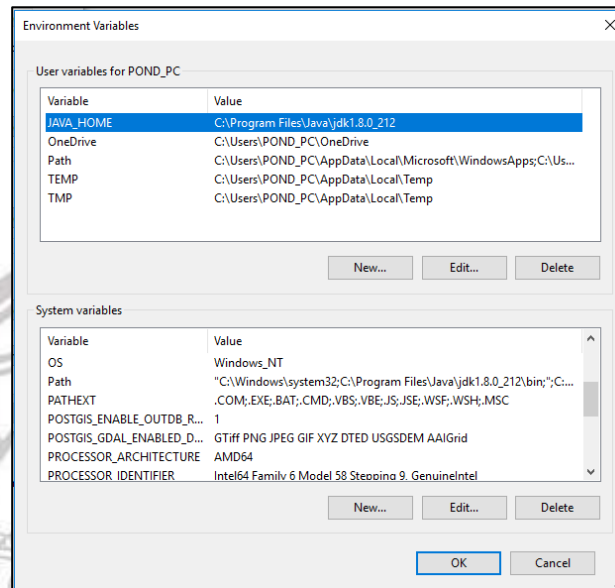 Environment Variables
User variables for POND_PC
Variable Value
JAVA_HOME C:\Program Files\Java\jdk1.8.0_212
OneDrive C:\Users\POND_PC\OneDrive
Path C:\Users\POND_PC\AppData\Local\Microsoft\WindowsApps;C:\Us...
TEMP C:\Users\POND_PC\AppData\Local\Temp
TMP C:\Users\POND_PC\AppData\Local\Temp
New... Edit... Delete
System variables
Variable Value
OS Windows_NT
Path "C:\Windows\system32;C:\Program Files\Java\jdk1.8.0_212\bin;";C:...
PATHEXT .COM;.EXE;.BAT;.CMD;.VBS;.VBE;.JS;.JSE;.WSF;.WSH;.MSC
POSTGIS_ENABLE_OUTDB_R... 1
POSTGIS_GDAL_ENABLED_D... GTiff PNG JPEG GIF XYZ DTED USGSDEM AAIGrid
PROCESSOR_ARCHITECTURE AMD64
PROCESSOR_IDENTIFIER Intel64 Family 6 Model 58 Stepping 9, GenuineIntel
New... Edit... Delete
OK Cancel